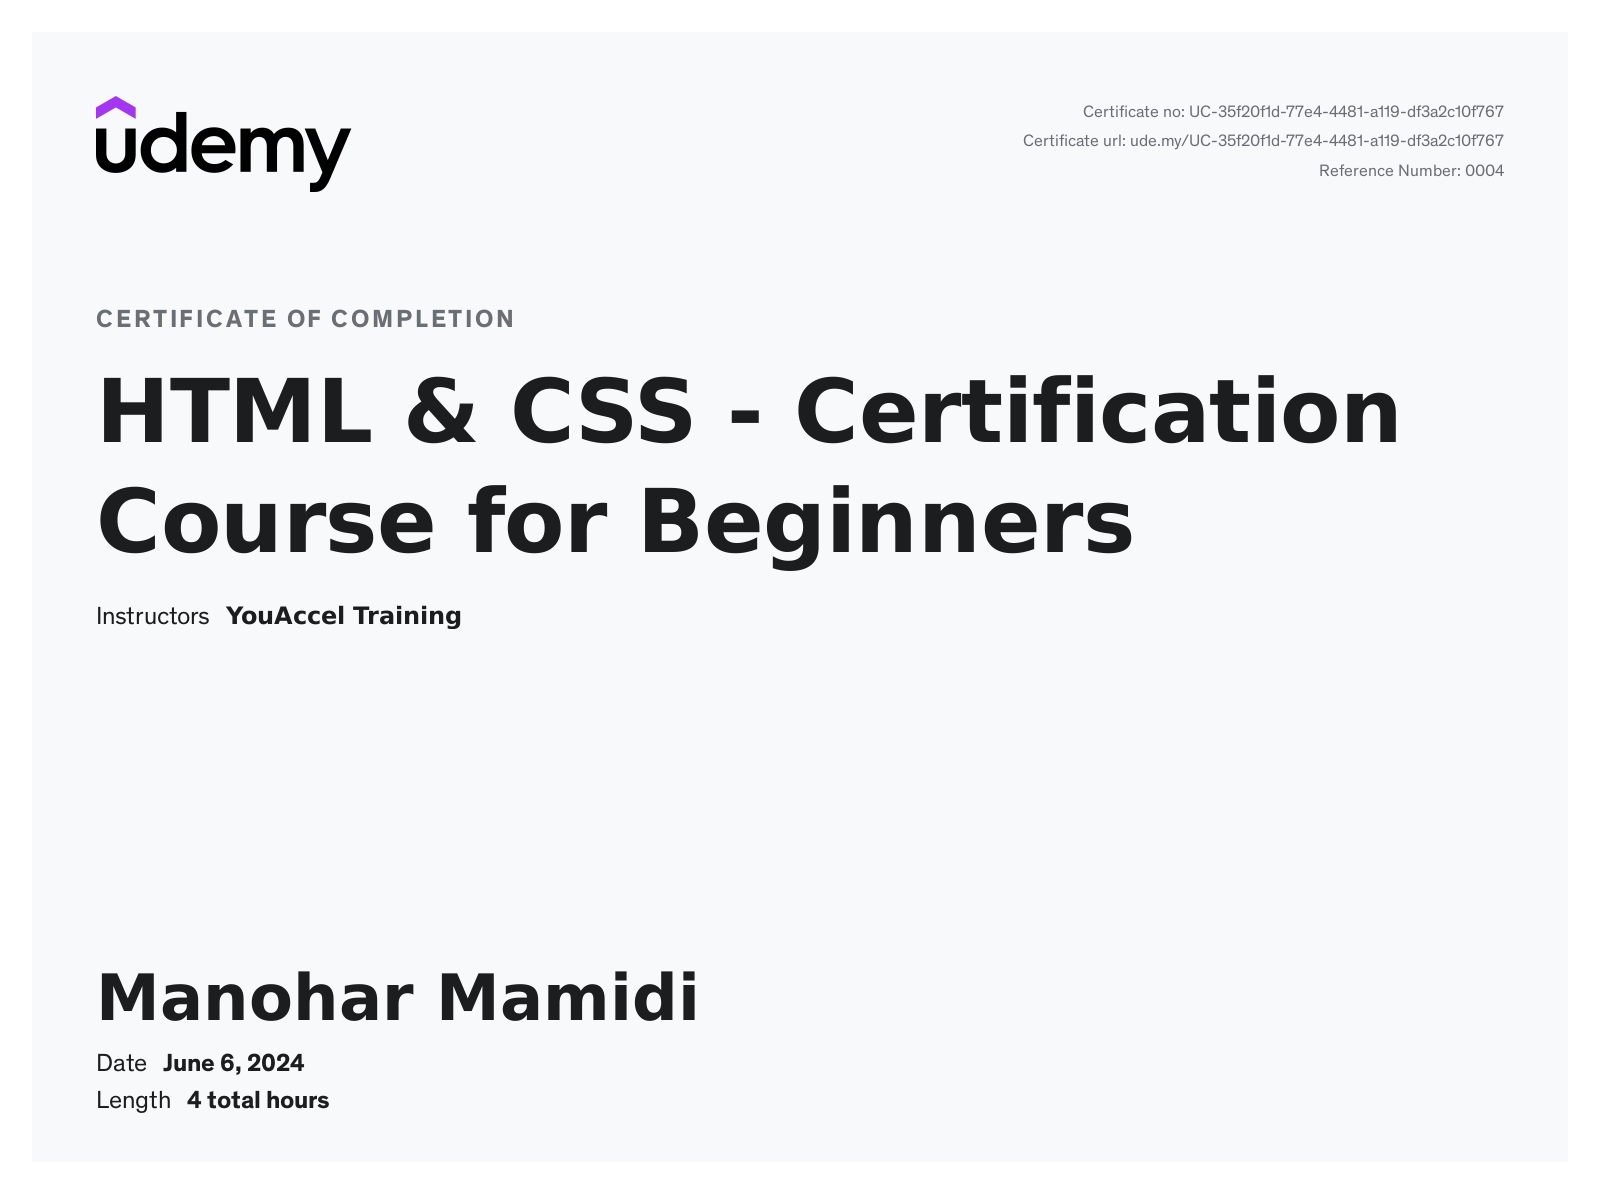 udemy
Certificate no: UC-35f20f1d-77e4-4481-a119-df3a2c10f767
Certificate url: ude.my/UC-35f20f1d-77e4-4481-a119-df3a2c10f767
Reference Number: 0004
CERTIFICATE OF COMPLETION
HTML & CSS - Certification
Course for Beginners
Instructors YouAccel Training
Manohar Mamidi
Date June 6, 2024
Length 4 total hours